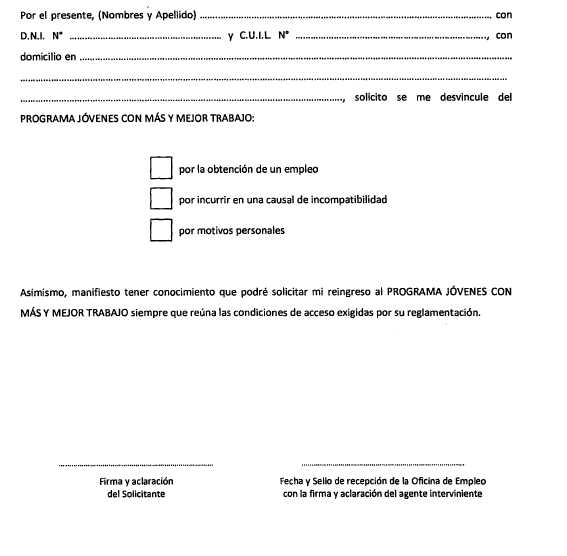 Por el presente, (Nombres y Apellido) ........................................................................................................ con
D.N.I. N° ...................................................... y C.U.I.L. N° ...................................................................., con
domicilio en ..........................................................................................................................................................
..............................................................................................................................................................................
..................................................................................................................., solicito se me desvincule del
PROGRAMA JÓVENES CON MÁS Y MEJOR TRABAJO:
por la obtención de un empleo
por incurrir en una causal de incompatibilidad
por motivos personales
Asimismo, manifiesto tener conocimiento que podré solicitar mi reingreso al PROGRAMA JÓVENES CON
MÁS Y MEJOR TRABAJO siempre que reúna las condiciones de acceso exigidas por su reglamentación.
....................................................... ..........................................................
Firma y aclaración Fecha y Sello de recepción de la Oficina de Empleo
del Solicitante con la firma y aclaración del agente interviniente